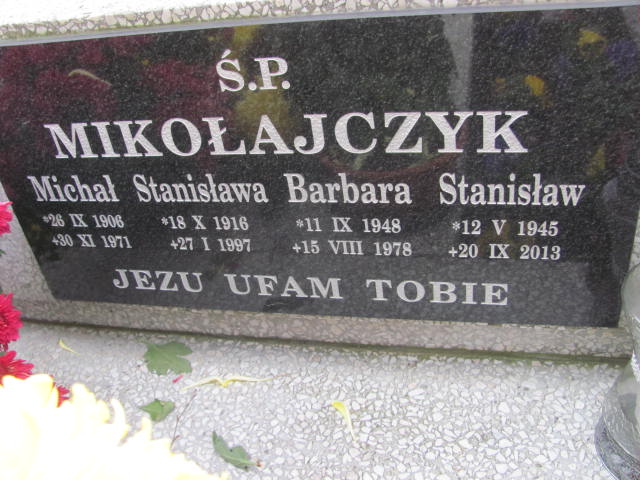 Ś.P.
MIKOŁAJCZYK
Michał Stanisława Barbara Stanisław
*26 IX 1906 *18 X 1916 *11 IX 1948 *12 V 1945
+30 XI 1971 +27 I 1997 +15 VIII 1978 +20 IX 2013
JEZU UFAM TOBIE